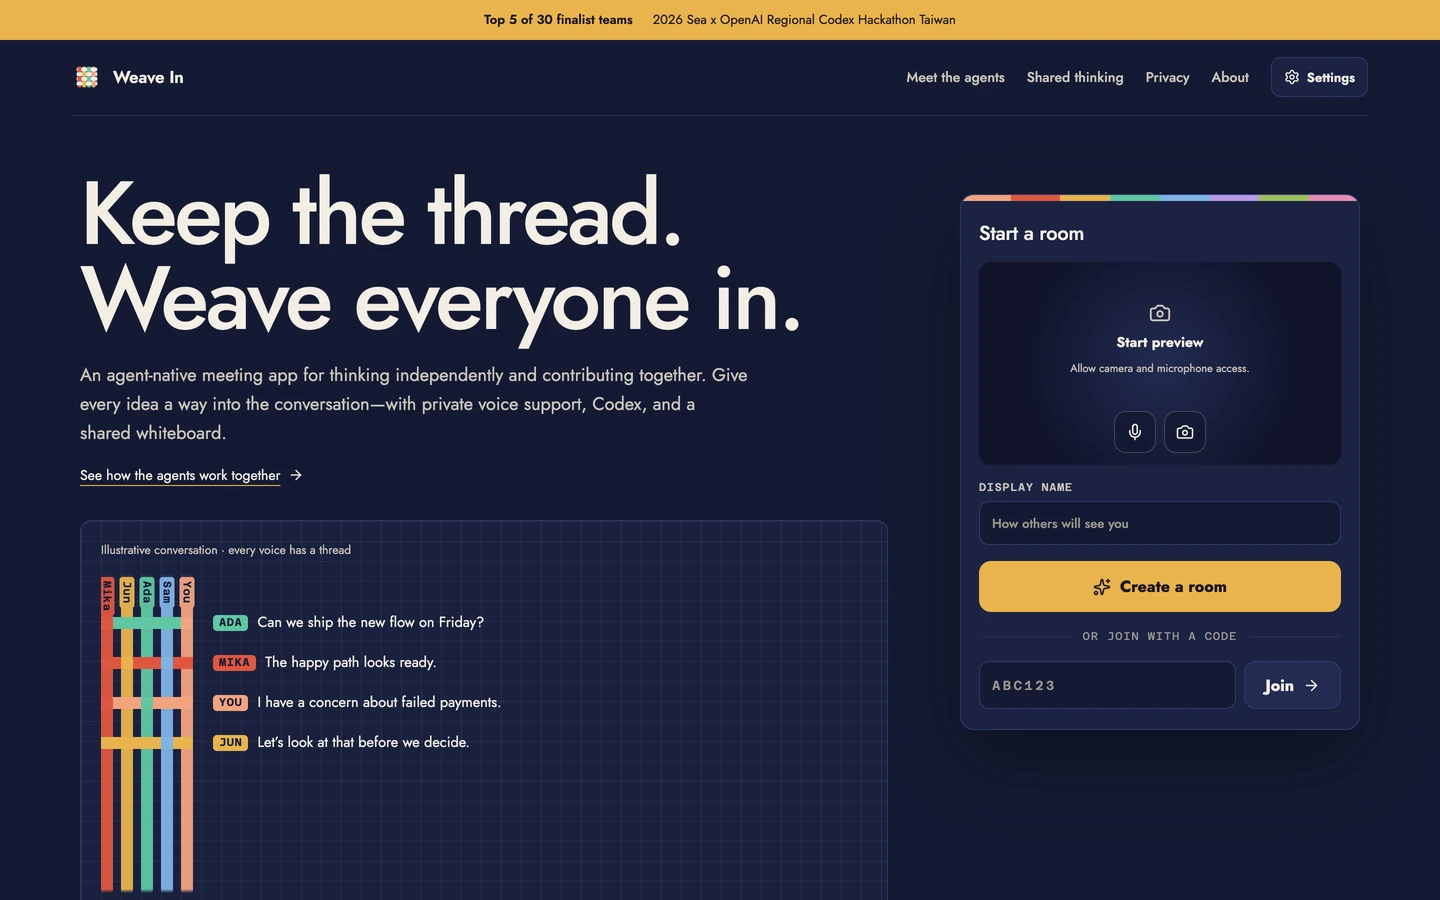 Top 5 of 30 finalist teams 2026 Sea x OpenAI Regional Codex Hackathon Taiwan
Weave In
Meet the agents Shared thinking Privacy About Settings
Keep the thread.
Weave everyone in.
An agent-native meeting app for thinking independently and contributing together. Give
every idea a way into the conversation—with private voice support, Codex, and a
shared whiteboard.
See how the agents work together
Illustrative conversation · every voice has a thread
Mika Jun Ada Sam You
ADA Can we ship the new flow on Friday?
MIKA The happy path looks ready.
YOU I have a concern about failed payments.
JUN Let’s look at that before we decide.
Start a room
Start preview
Allow camera and microphone access.
DISPLAY NAME
How others will see you
Create a room
OR JOIN WITH A CODE
ABC123
Join